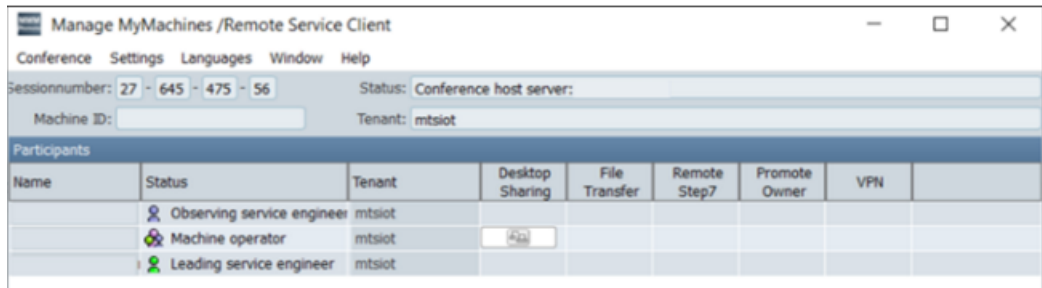 Manage MyMachines /Remote Service Client
Conference Settings Languages Window Help
Sessionnumber: 27 - 645 - 475 - 56 Status: Conference host server:
Machine ID: Tenant: mtsiot
Participants
Name Status Tenant Desktop Sharing File Transfer Remote Step7 Promote Owner VPN
Observing service engineer mtsiot
Machine operator mtsiot
Leading service engineer mtsiot